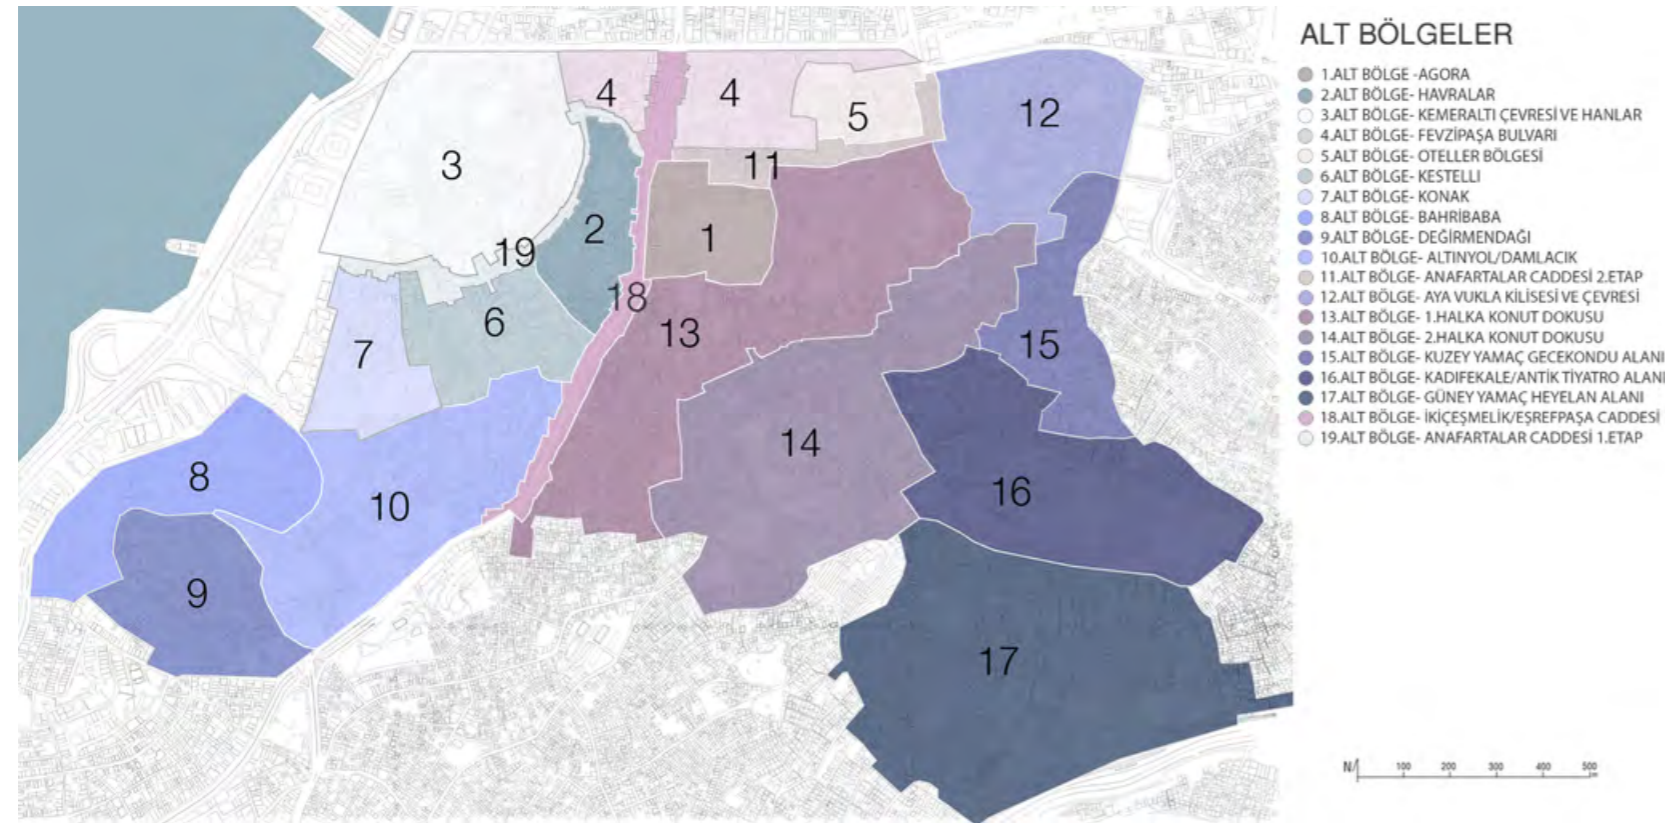 ALT BÖLGELER
1.ALT BÖLGE -AGORA
2.ALT BÖLGE- HAVRALAR
3.ALT BÖLGE- KEMERALTI ÇEVRESİ VE HANLAR
4.ALT BÖLGE- FEVZİPAŞA BULVARI
5.ALT BÖLGE- OTELLER BÖLGESİ
6.ALT BÖLGE- KESTELLI
7.ALT BÖLGE- KONAK
8.ALT BÖLGE- BAHRİBABA
9.ALT BÖLGE- DEĞİRMENDAĞI
10.ALT BÖLGE- ALTINYOL/DAMLACIK
11.ALT BÖLGE- ANAFARTALAR CADDESİ 2.ETAP
12.ALT BÖLGE- AYA VUKLA KİLİSESİ VE ÇEVRESİ
13.ALT BÖLGE- 1.HALKA KONUT DOKUSU
14.ALT BÖLGE- 2.HALKA KONUT DOKUSU
15.ALT BÖLGE- KUZEY YAMAÇ GECEKONDU ALANI
16.ALT BÖLGE- KADIFEKALE/ANTİK TİYATRO ALANI
17.ALT BÖLGE- GÜNEY YAMAÇ HEYELAN ALANI
18.ALT BÖLGE- İKİÇEŞMELİK/EŞREFPAŞA CADDESİ
19.ALT BÖLGE- ANAFARTALAR CADDESİ 1.ETAP
4
4
5
12
3
11
2
1
19
18
6
13
7
15
14
8
10
16
9
17
N 100 200 300 400 500